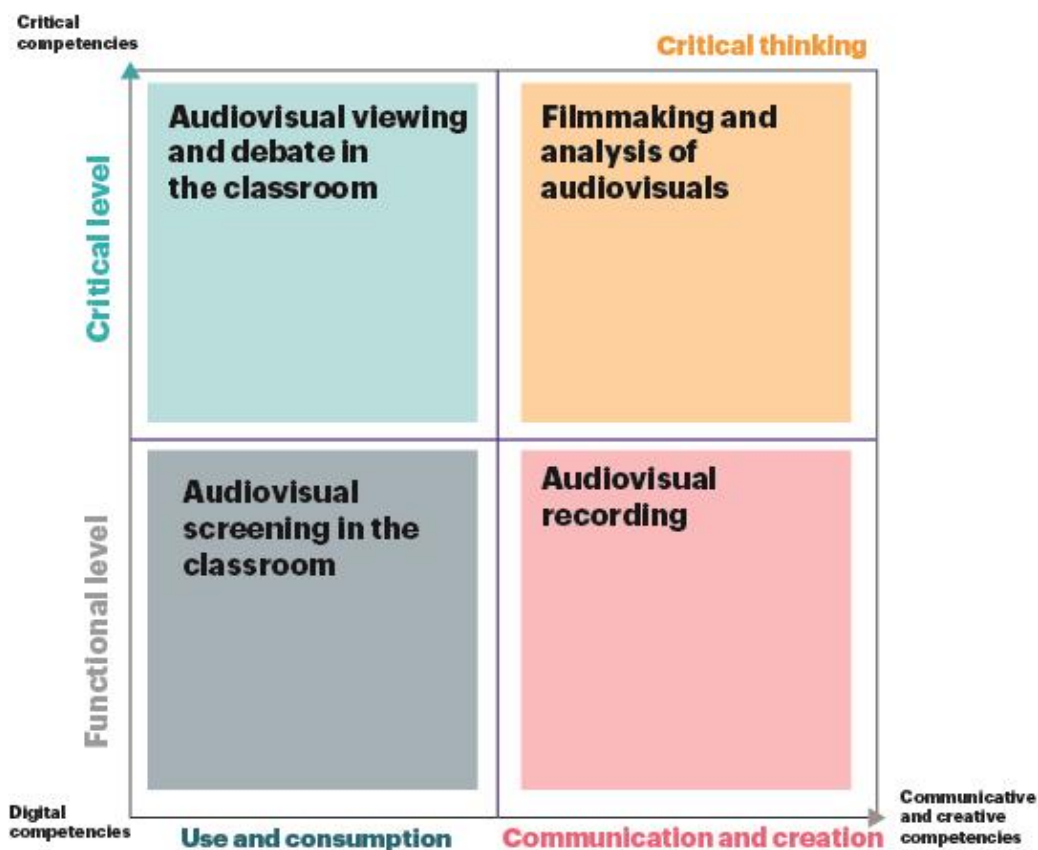 Critical
competencies
Critical thinking
Critical level
Audiovisual viewing
and debate in
the classroom
Filmmaking and
analysis of
audiovisuals
Functional level
Audiovisual
screening in the
classroom
Audiovisual
recording
Digital
competencies
Use and consumption
Communication and creation
Communicative
and creative
competencies